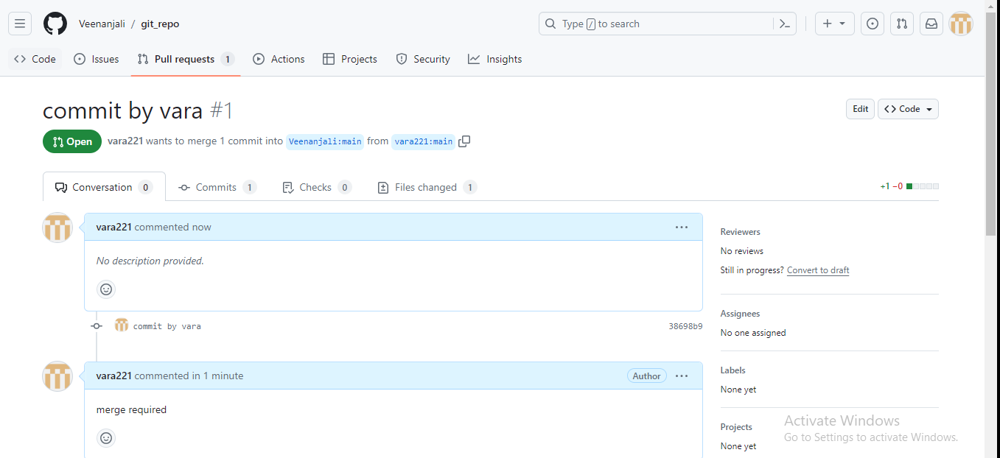 Veenanjali / git_repo
Type / to search
Code Issues Pull requests 1 Actions Projects Security Insights
commit by vara #1
Edit Code
Open vara221 wants to merge 1 commit into Veenanjali:main from vara221:main
Conversation 0 Commits 1 Checks 0 Files changed 1
+1 −0
vara221 commented now
No description provided.
commit by vara 38698b9
vara221 commented in 1 minute Author
merge required
Reviewers
No reviews
Still in progress? Convert to draft
Assignees
No one assigned
Labels
None yet
Projects
None yet
Activate Windows
Go to Settings to activate Windows.